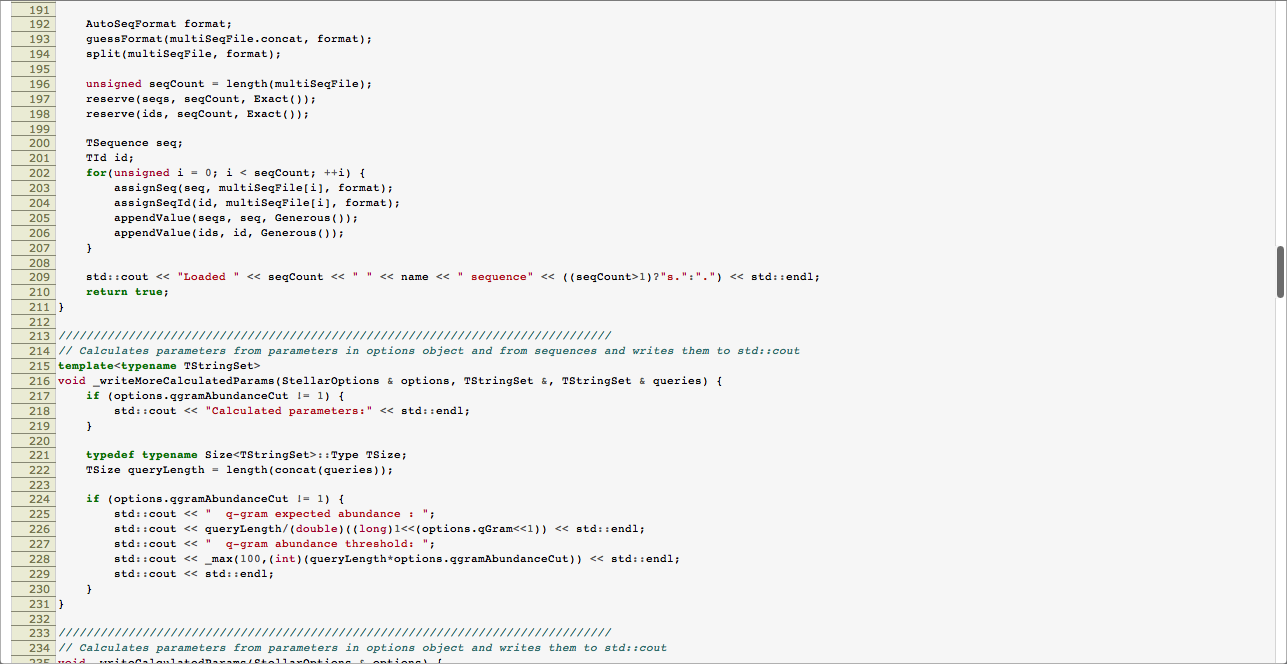 191
192     AutoSeqFormat format;
193     guessFormat(multiSeqFile.concat, format);
194     split(multiSeqFile, format);
195
196     unsigned seqCount = length(multiSeqFile);
197     reserve(seqs, seqCount, Exact());
198     reserve(ids, seqCount, Exact());
199
200     TSequence seq;
201     TId id;
202     for(unsigned i = 0; i < seqCount; ++i) {
203         assignSeq(seq, multiSeqFile[i], format);
204         assignSeqId(id, multiSeqFile[i], format);
205         appendValue(seqs, seq, Generous());
206         appendValue(ids, id, Generous());
207     }
208
209     std::cout << "Loaded " << seqCount << " " << name << " sequence" << ((seqCount>1)?"s.":".") << std::endl;
210     return true;
211 }
212
213 ///////////////////////////////////////////////////////////////////////////////
214 // Calculates parameters from parameters in options object and from sequences and writes them to std::cout
215 template<typename TStringSet>
216 void _writeMoreCalculatedParams(StellarOptions & options, TStringSet &, TStringSet & queries) {
217     if (options.qgramAbundanceCut != 1) {
218         std::cout << "Calculated parameters:" << std::endl;
219     }
220
221     typedef typename Size<TStringSet>::Type TSize;
222     TSize queryLength = length(concat(queries));
223
224     if (options.qgramAbundanceCut != 1) {
225         std::cout << "  q-gram expected abundance : ";
226         std::cout << queryLength/(double)((long)1<<(options.qGram<<1)) << std::endl;
227         std::cout << "  q-gram abundance threshold: ";
228         std::cout << _max(100,(int)(queryLength*options.qgramAbundanceCut)) << std::endl;
229         std::cout << std::endl;
230     }
231 }
232
233 ///////////////////////////////////////////////////////////////////////////////
234 // Calculates parameters from parameters in options object and writes them to std::cout
235 void _writeCalculatedParams(StellarOptions & options) {